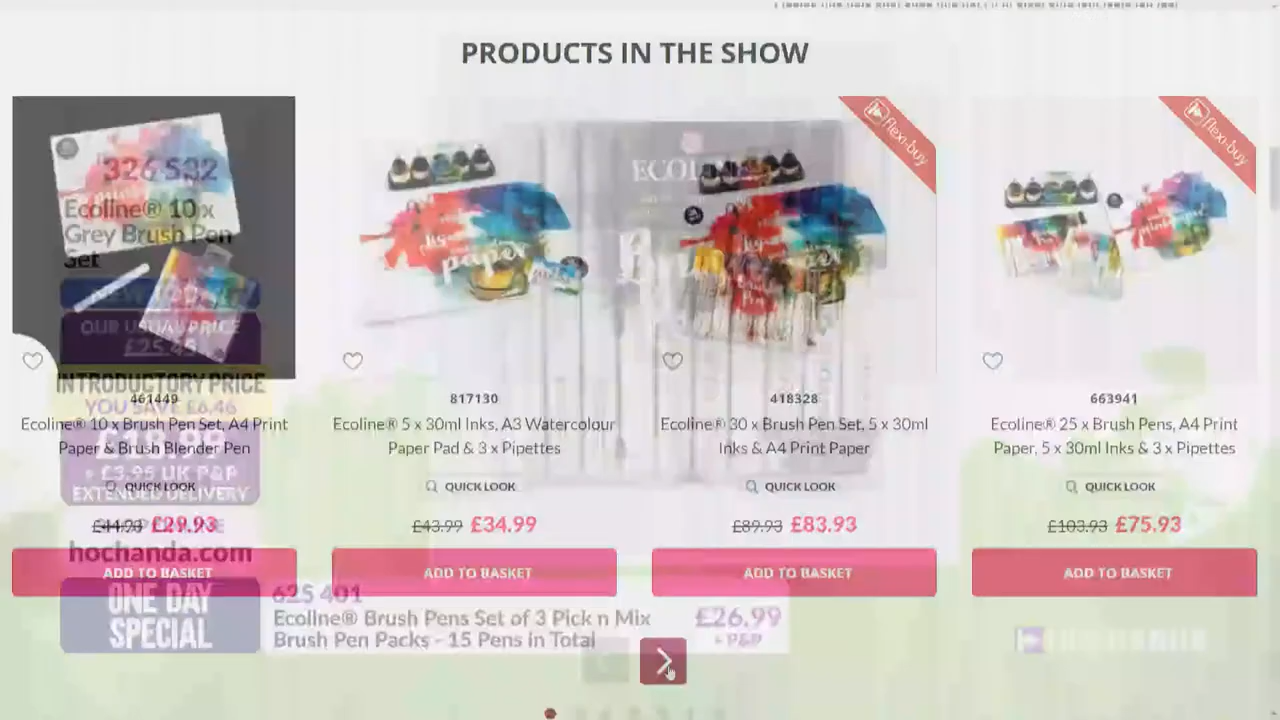 PRODUCTS IN THE SHOW
flexi-buy
flexi-buy
326 532
Ecoline® 10 x
Grey Brush Pen
Set
OUR USUAL PRICE
£25.45
INTRODUCTORY PRICE
YOU SAVE £6.46
£18.99
+ £3.95 UK P&P
EXTENDED DELIVERY
hochanda.com
ONE DAY
SPECIAL
ECOLINE
paper
461449
Ecoline® 10 x Brush Pen Set, A4 Print
Paper & Brush Blender Pen
QUICK LOOK
£44.93 £29.93
ADD TO BASKET
817130
Ecoline® 5 x 30ml Inks, A3 Watercolour
Paper Pad & 3 x Pipettes
QUICK LOOK
£43.99 £34.99
ADD TO BASKET
418328
Ecoline® 30 x Brush Pen Set, 5 x 30ml
Inks & A4 Print Paper
QUICK LOOK
£89.93 £83.93
ADD TO BASKET
663941
Ecoline® 25 x Brush Pens, A4 Print
Paper, 5 x 30ml Inks & 3 x Pipettes
QUICK LOOK
£103.93 £75.93
ADD TO BASKET
625 401
Ecoline® Brush Pens Set of 3 Pick n Mix
Brush Pen Packs - 15 Pens in Total
£26.99
+ P&P